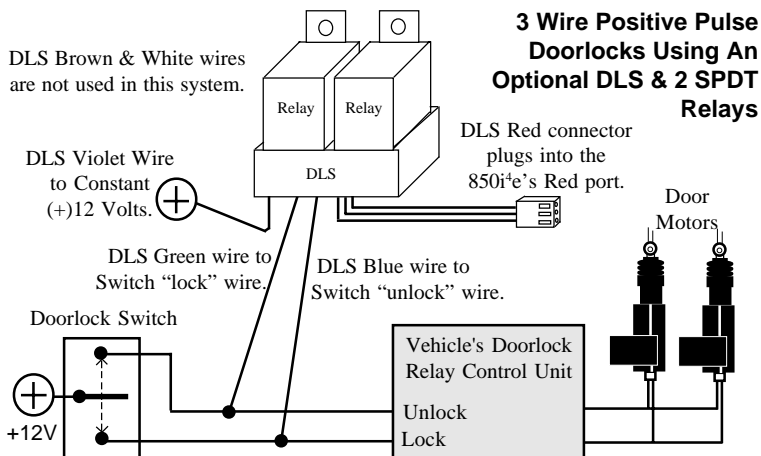 3 Wire Positive Pulse
Doorlocks Using An
Optional DLS & 2 SPDT
Relays
DLS Brown & White wires
are not used in this system.
Relay
Relay
DLS
DLS Red connector
plugs into the
850i⁴e's Red port.
DLS Violet Wire
to Constant
(+)12 Volts.
Door
Motors
DLS Green wire to
Switch “lock” wire.
DLS Blue wire to
Switch “unlock” wire.
Doorlock Switch
+12V
Vehicle's Doorlock
Relay Control Unit
Unlock
Lock